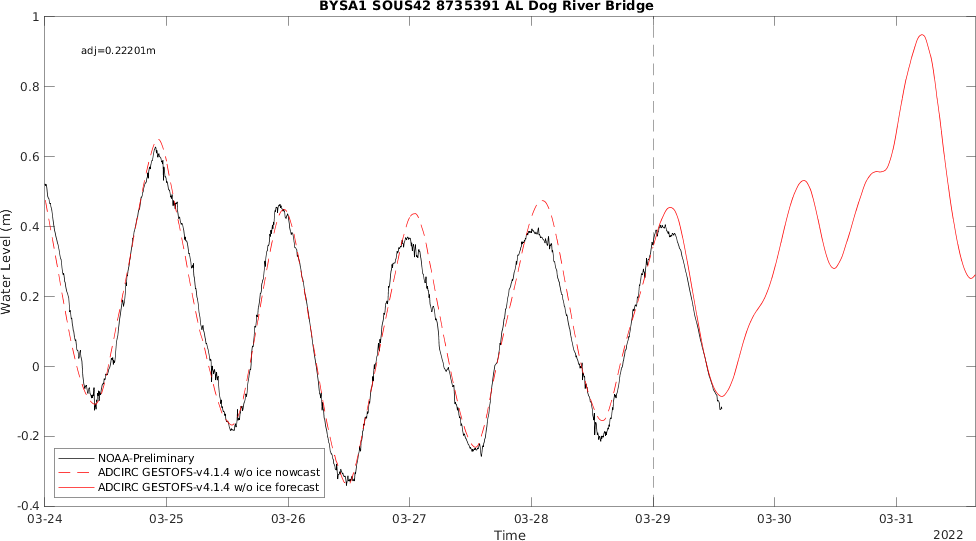 BYSA1 SOUS42 8735391 AL Dog River Bridge
adj=0.22201m
Water Level (m)
1
0.8
0.6
0.4
0.2
0
-0.2
-0.4
NOAA-Preliminary
ADCIRC GESTOFS-v4.1.4 w/o ice nowcast
ADCIRC GESTOFS-v4.1.4 w/o ice forecast
03-24 03-25 03-26 03-27 03-28 03-29 03-30 03-31
Time
2022